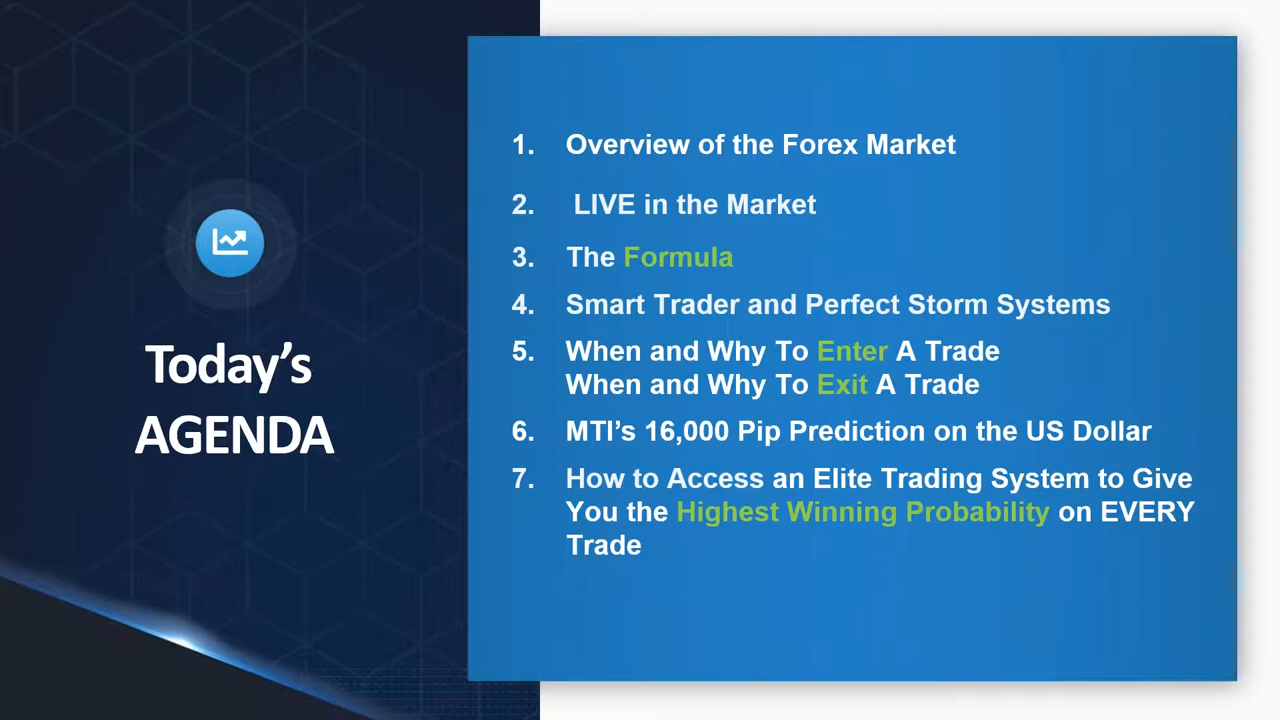 Today’s
AGENDA
1. Overview of the Forex Market
2. LIVE in the Market
3. The Formula
4. Smart Trader and Perfect Storm Systems
5. When and Why To Enter A Trade
When and Why To Exit A Trade
6. MTI’s 16,000 Pip Prediction on the US Dollar
7. How to Access an Elite Trading System to Give
You the Highest Winning Probability on EVERY
Trade